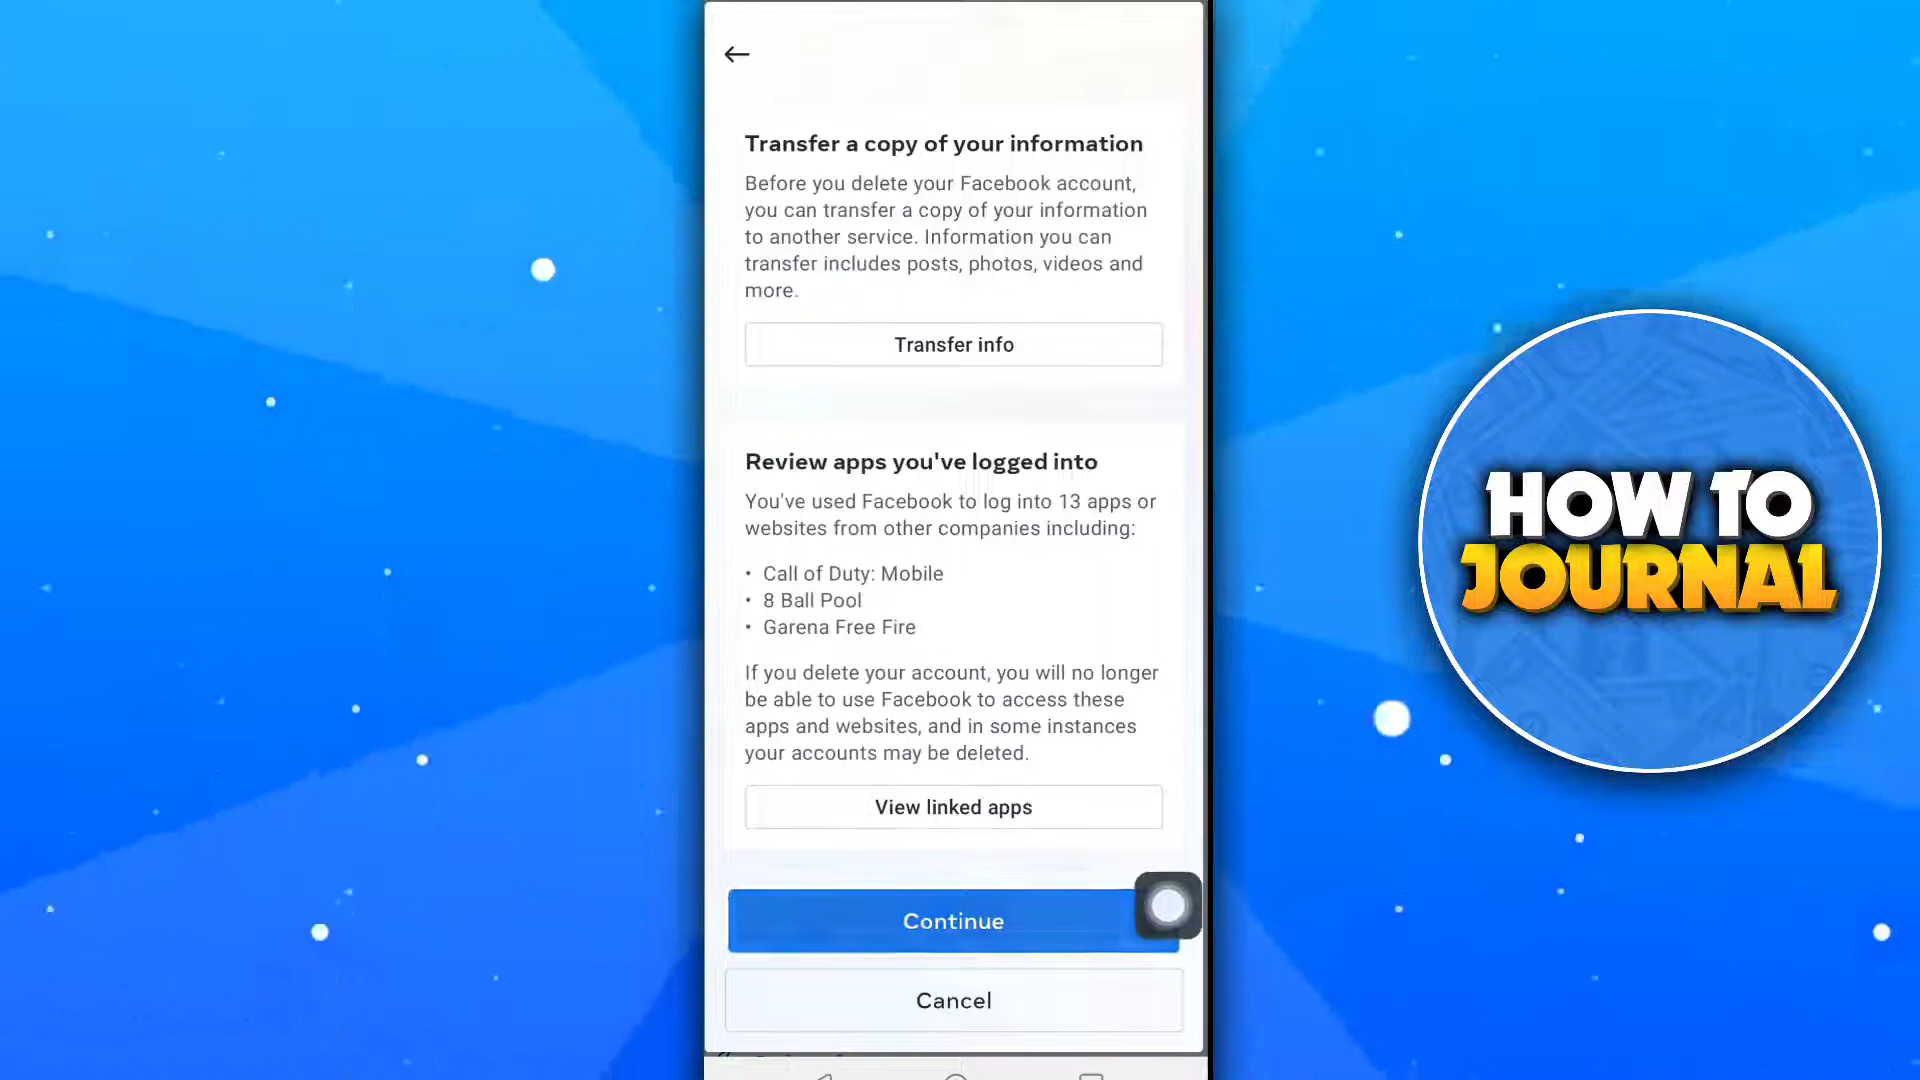 Transfer a copy of your information
Before you delete your Facebook account,
you can transfer a copy of your information
to another service. Information you can
transfer includes posts, photos, videos and
more.
Transfer info
Review apps you've logged into
You've used Facebook to log into 13 apps or
websites from other companies including:
• Call of Duty: Mobile
• 8 Ball Pool
• Garena Free Fire
If you delete your account, you will no longer
be able to use Facebook to access these
apps and websites, and in some instances
your accounts may be deleted.
View linked apps
Continue
Cancel
HOW TO
JOURNAL